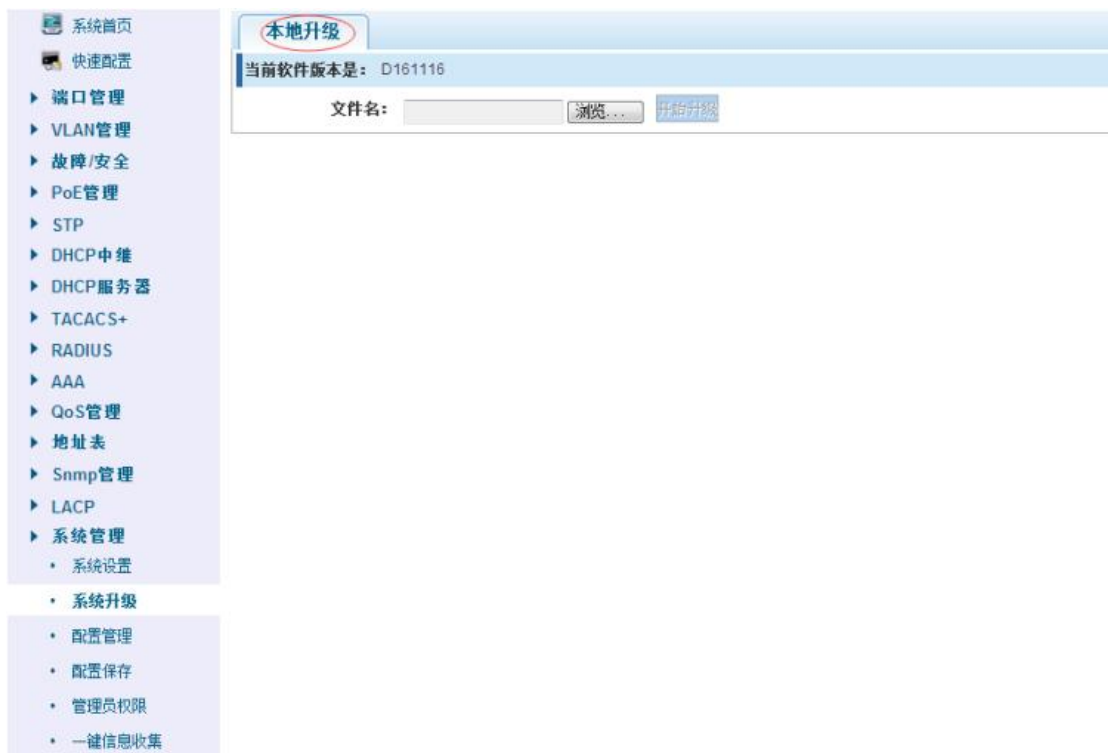 系统首页
快速配置
端口管理
VLAN管理
故障/安全
PoE管理
STP
DHCP中继
DHCP服务器
TACACS+
RADIUS
AAA
QoS管理
地址表
Snmp管理
LACP
系统管理
系统设置
系统升级
配置管理
配置保存
管理员权限
一键信息收集
本地升级
当前软件版本是： D161116
文件名： 浏览... 开始升级